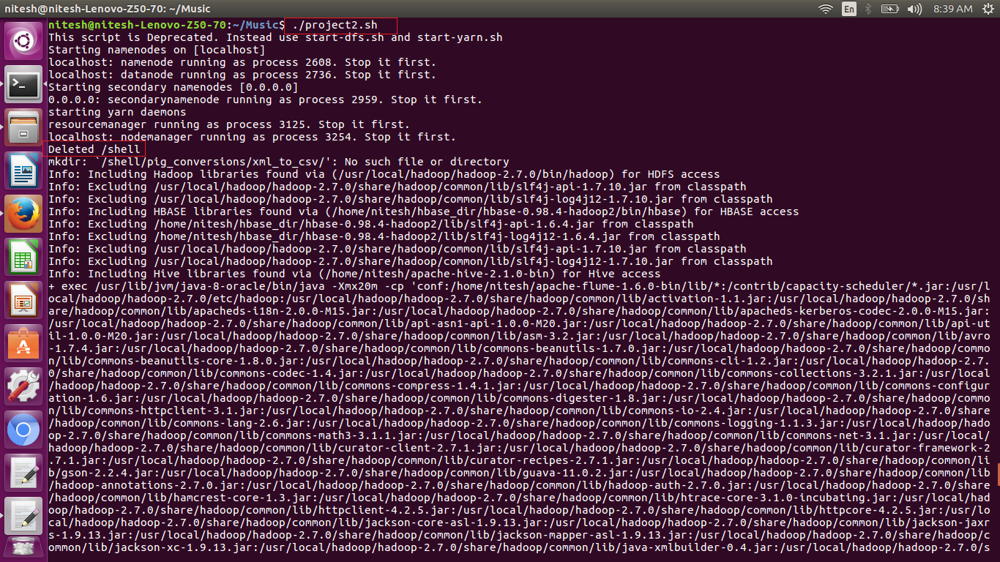 nitesh@nitesh-Lenovo-Z50-70: ~/Music
En
8:39 AM
nitesh@nitesh-Lenovo-Z50-70:~/Music$ ./project2.sh
This script is Deprecated. Instead use start-dfs.sh and start-yarn.sh
Starting namenodes on [localhost]
localhost: namenode running as process 2608. Stop it first.
localhost: datanode running as process 2736. Stop it first.
Starting secondary namenodes [0.0.0.0]
0.0.0.0: secondarynamenode running as process 2959. Stop it first.
starting yarn daemons
resourcemanager running as process 3125. Stop it first.
localhost: nodemanager running as process 3254. Stop it first.
Deleted /shell
mkdir: `/shell/pig_conversions/xml_to_csv/': No such file or directory
Info: Including Hadoop libraries found via (/usr/local/hadoop/hadoop-2.7.0/bin/hadoop) for HDFS access
Info: Excluding /usr/local/hadoop/hadoop-2.7.0/share/hadoop/common/lib/slf4j-api-1.7.10.jar from classpath
Info: Excluding /usr/local/hadoop/hadoop-2.7.0/share/hadoop/common/lib/slf4j-log4j12-1.7.10.jar from classpath
Info: Including HBASE libraries found via (/home/nitesh/hbase_dir/hbase-0.98.4-hadoop2/bin/hbase) for HBASE access
Info: Excluding /home/nitesh/hbase_dir/hbase-0.98.4-hadoop2/lib/slf4j-api-1.6.4.jar from classpath
Info: Excluding /home/nitesh/hbase_dir/hbase-0.98.4-hadoop2/lib/slf4j-log4j12-1.6.4.jar from classpath
Info: Excluding /usr/local/hadoop/hadoop-2.7.0/share/hadoop/common/lib/slf4j-api-1.7.10.jar from classpath
Info: Excluding /usr/local/hadoop/hadoop-2.7.0/share/hadoop/common/lib/slf4j-log4j12-1.7.10.jar from classpath
Info: Including Hive libraries found via (/home/nitesh/apache-hive-2.1.0-bin) for Hive access
+ exec /usr/lib/jvm/java-8-oracle/bin/java -Xmx20m -cp 'conf:/home/nitesh/apache-flume-1.6.0-bin/lib/*:/contrib/capacity-scheduler/*.jar:/usr/l
ocal/hadoop/hadoop-2.7.0/etc/hadoop:/usr/local/hadoop/hadoop-2.7.0/share/hadoop/common/lib/activation-1.1.jar:/usr/local/hadoop/hadoop-2.7.0/sh
are/hadoop/common/lib/apacheds-i18n-2.0.0-M15.jar:/usr/local/hadoop/hadoop-2.7.0/share/hadoop/common/lib/apacheds-kerberos-codec-2.0.0-M15.jar:
/usr/local/hadoop/hadoop-2.7.0/share/hadoop/common/lib/api-asn1-api-1.0.0-M20.jar:/usr/local/hadoop/hadoop-2.7.0/share/hadoop/common/lib/api-ut
il-1.0.0-M20.jar:/usr/local/hadoop/hadoop-2.7.0/share/hadoop/common/lib/asm-3.2.jar:/usr/local/hadoop/hadoop-2.7.0/share/hadoop/common/lib/avro
-1.7.4.jar:/usr/local/hadoop/hadoop-2.7.0/share/hadoop/common/lib/commons-beanutils-1.7.0.jar:/usr/local/hadoop/hadoop-2.7.0/share/hadoop/commo
n/lib/commons-beanutils-core-1.8.0.jar:/usr/local/hadoop/hadoop-2.7.0/share/hadoop/common/lib/commons-cli-1.2.jar:/usr/local/hadoop/hadoop-2.7.
0/share/hadoop/common/lib/commons-codec-1.4.jar:/usr/local/hadoop/hadoop-2.7.0/share/hadoop/common/lib/commons-collections-3.2.1.jar:/usr/local
/hadoop/hadoop-2.7.0/share/hadoop/common/lib/commons-compress-1.4.1.jar:/usr/local/hadoop/hadoop-2.7.0/share/hadoop/common/lib/commons-configur
ation-1.6.jar:/usr/local/hadoop/hadoop-2.7.0/share/hadoop/common/lib/commons-digester-1.8.jar:/usr/local/hadoop/hadoop-2.7.0/share/hadoop/commo
n/lib/commons-httpclient-3.1.jar:/usr/local/hadoop/hadoop-2.7.0/share/hadoop/common/lib/commons-io-2.4.jar:/usr/local/hadoop/hadoop-2.7.0/share
/hadoop/common/lib/commons-lang-2.6.jar:/usr/local/hadoop/hadoop-2.7.0/share/hadoop/common/lib/commons-logging-1.1.3.jar:/usr/local/hadoop/hado
op-2.7.0/share/hadoop/common/lib/commons-math3-3.1.1.jar:/usr/local/hadoop/hadoop-2.7.0/share/hadoop/common/lib/commons-net-3.1.jar:/usr/local/
hadoop/hadoop-2.7.0/share/hadoop/common/lib/curator-client-2.7.1.jar:/usr/local/hadoop/hadoop-2.7.0/share/hadoop/common/lib/curator-framework-2
.7.1.jar:/usr/local/hadoop/hadoop-2.7.0/share/hadoop/common/lib/curator-recipes-2.7.1.jar:/usr/local/hadoop/hadoop-2.7.0/share/hadoop/common/li
b/gson-2.2.4.jar:/usr/local/hadoop/hadoop-2.7.0/share/hadoop/common/lib/guava-11.0.2.jar:/usr/local/hadoop/hadoop-2.7.0/share/hadoop/common/lib
/hadoop-annotations-2.7.0.jar:/usr/local/hadoop/hadoop-2.7.0/share/hadoop/common/lib/hadoop-auth-2.7.0.jar:/usr/local/hadoop/hadoop-2.7.0/share
/hadoop/common/lib/hamcrest-core-1.3.jar:/usr/local/hadoop/hadoop-2.7.0/share/hadoop/common/lib/htrace-core-3.1.0-incubating.jar:/usr/local/had
oop/hadoop-2.7.0/share/hadoop/common/lib/httpclient-4.2.5.jar:/usr/local/hadoop/hadoop-2.7.0/share/hadoop/common/lib/httpcore-4.2.5.jar:/usr/lo
cal/hadoop/hadoop-2.7.0/share/hadoop/common/lib/jackson-core-asl-1.9.13.jar:/usr/local/hadoop/hadoop-2.7.0/share/hadoop/common/lib/jackson-jaxr
s-1.9.13.jar:/usr/local/hadoop/hadoop-2.7.0/share/hadoop/common/lib/jackson-mapper-asl-1.9.13.jar:/usr/local/hadoop/hadoop-2.7.0/share/hadoop/c
ommon/lib/jackson-xc-1.9.13.jar:/usr/local/hadoop/hadoop-2.7.0/share/hadoop/common/lib/java-xmlbuilder-0.4.jar:/usr/local/hadoop/hadoop-2.7.0/s